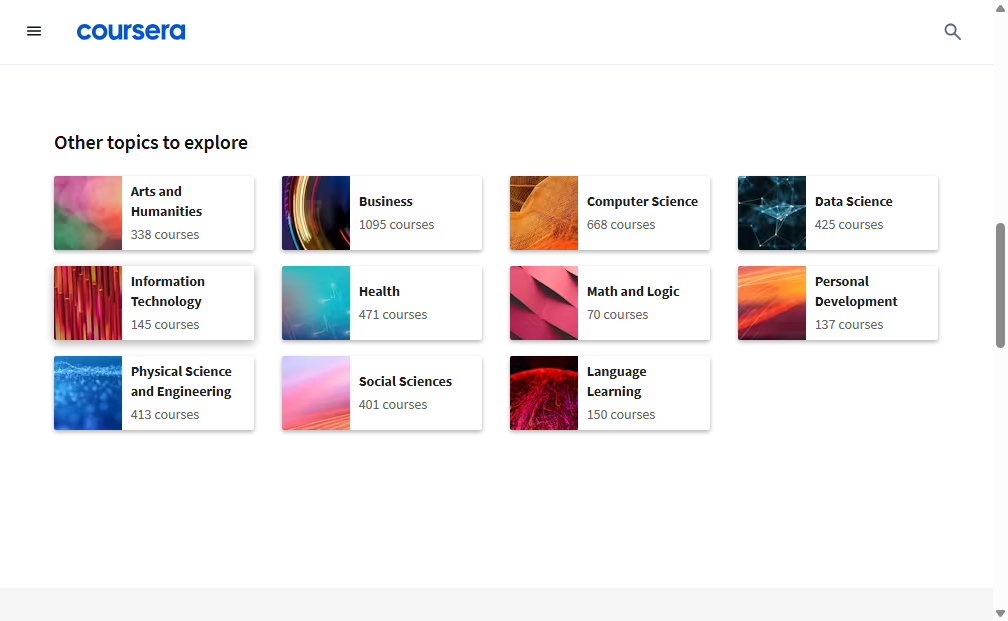 coursera
Other topics to explore
Arts and
Humanities
338 courses
Business
1095 courses
Computer Science
668 courses
Data Science
425 courses
Information
Technology
145 courses
Health
471 courses
Math and Logic
70 courses
Personal
Development
137 courses
Physical Science
and Engineering
413 courses
Social Sciences
401 courses
Language
Learning
150 courses